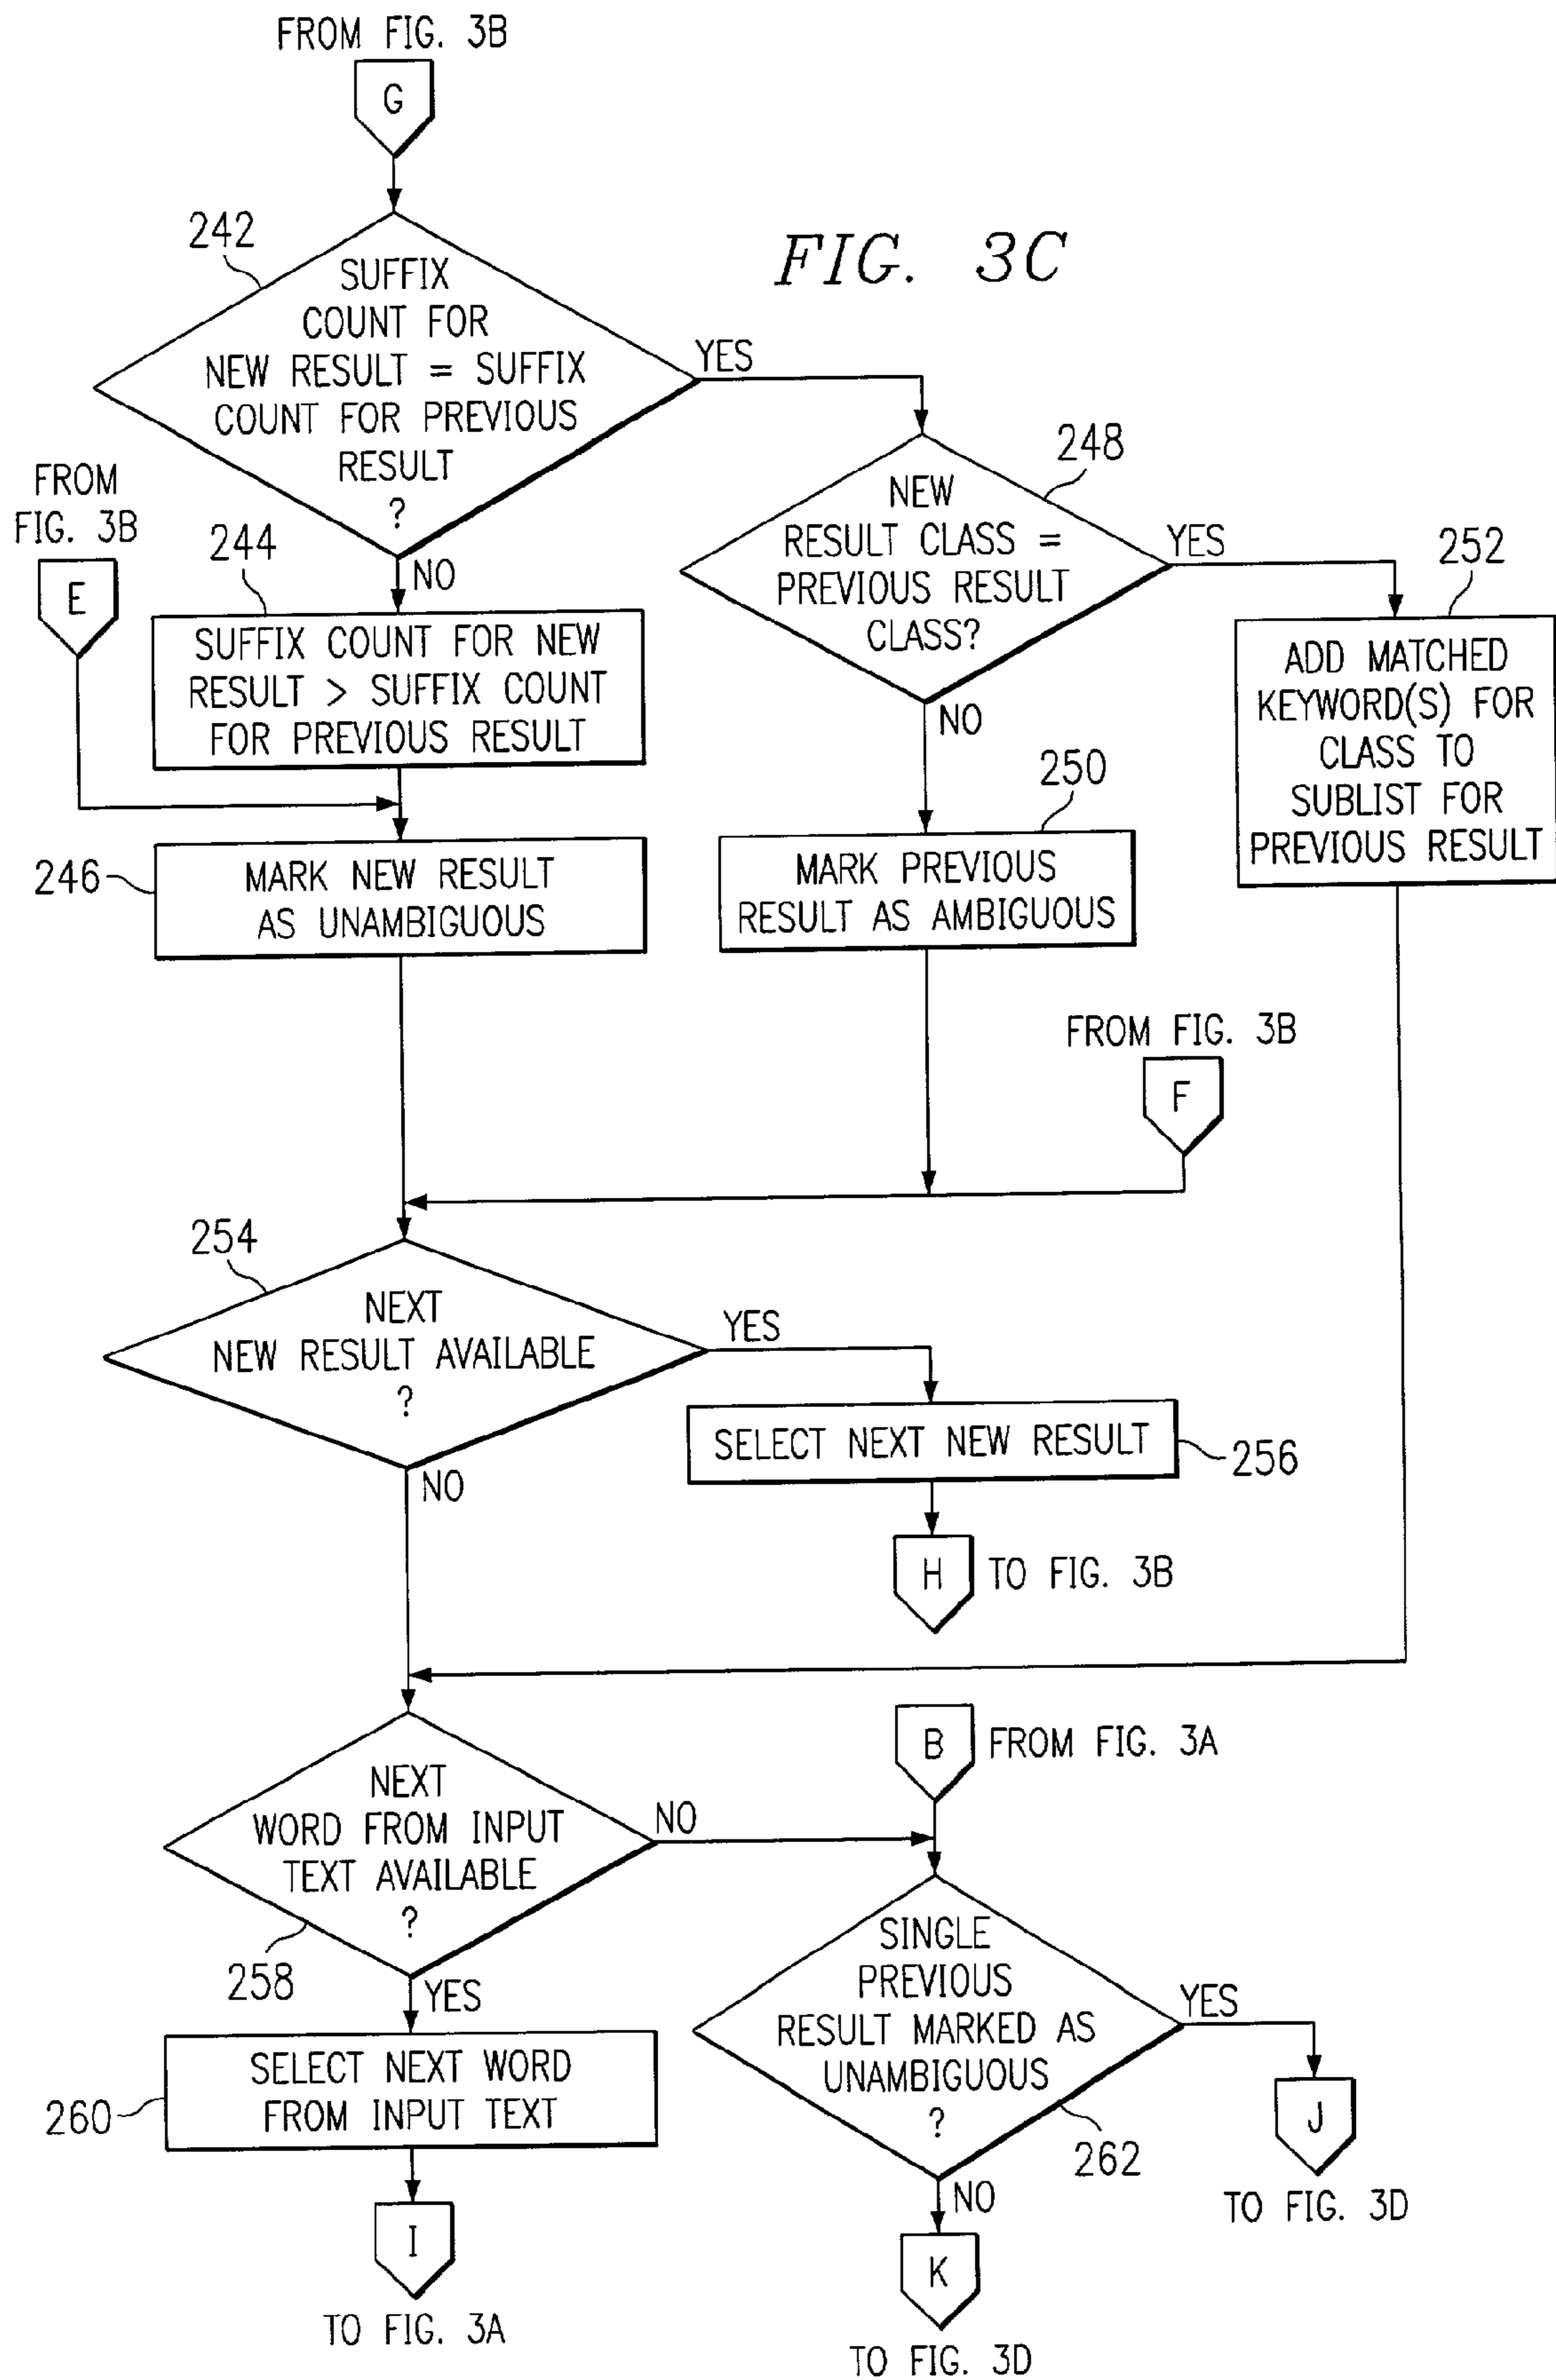 FROM FIG. 3B
G
FIG. 3C
242
SUFFIX
COUNT FOR
NEW RESULT = SUFFIX
COUNT FOR PREVIOUS
RESULT
?
YES
NO
FROM
FIG. 3B
E
244
SUFFIX COUNT FOR NEW
RESULT > SUFFIX COUNT
FOR PREVIOUS RESULT
248
NEW
RESULT CLASS =
PREVIOUS RESULT
CLASS?
YES
NO
252
ADD MATCHED
KEYWORD(S) FOR
CLASS TO
SUBLIST FOR
PREVIOUS RESULT
246
MARK NEW RESULT
AS UNAMBIGUOUS
250
MARK PREVIOUS
RESULT AS AMBIGUOUS
FROM FIG. 3B
F
254
NEXT
NEW RESULT AVAILABLE
?
YES
NO
SELECT NEXT NEW RESULT
256
H
TO FIG. 3B
B
FROM FIG. 3A
NEXT
WORD FROM INPUT
TEXT AVAILABLE
?
NO
258
YES
SELECT NEXT WORD
FROM INPUT TEXT
260
I
TO FIG. 3A
SINGLE
PREVIOUS
RESULT MARKED AS
UNAMBIGUOUS
?
YES
262
NO
J
TO FIG. 3D
K
TO FIG. 3D